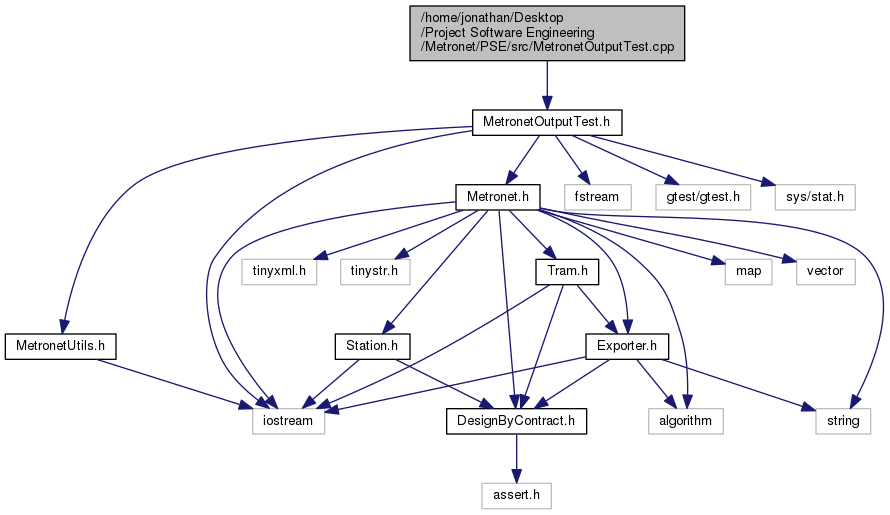 /home/jonathan/Desktop
/Project Software Engineering
/Metronet/PSE/src/MetronetOutputTest.cpp
MetronetOutputTest.h
Metronet.h
fstream
gtest/gtest.h
sys/stat.h
tinyxml.h
tinystr.h
Tram.h
map
vector
MetronetUtils.h
Station.h
Exporter.h
iostream
DesignByContract.h
algorithm
string
assert.h